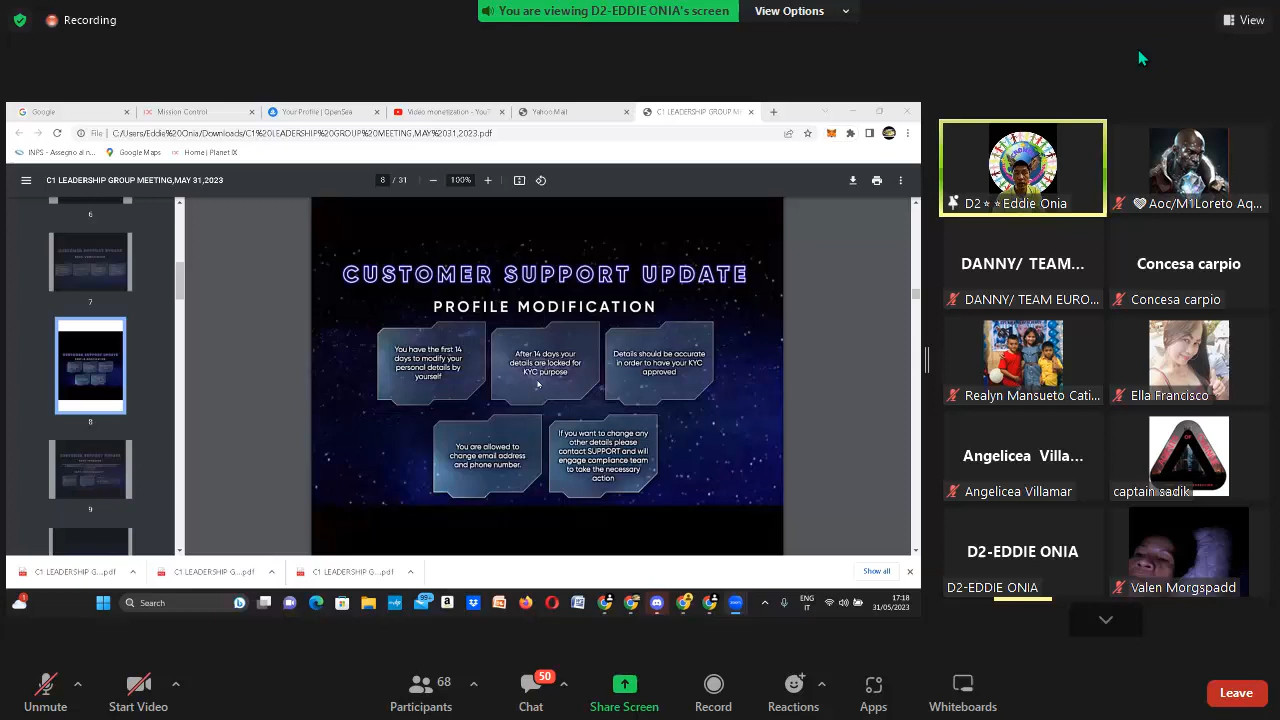 Recording
You are viewing D2-EDDIE ONIA's screen
View Options
View
Google
Mission Control
Your Profile | OpenSea
Video monetization - YouT
Yahoo Mail
C1 LEADERSHIP GROUP M
File
C:/Users/Eddie%20Onia/Downloads/C1%20LEADERSHIP%20GROUP%20MEETING,MAY%2031,2023.pdf
INPS - Assegno al n...
Google Maps
Home | Planet IX
C1 LEADERSHIP GROUP MEETING,MAY 31,2023
8 / 31
100%
6
7
8
9
CUSTOMER SUPPORT UPDATE
PROFILE MODIFICATION
You have the first 14
days to modify your
personal details by
yourself
After 14 days your
details are locked for
KYC purpose
Details should be accurate
in order to have your KYC
approved
You are allowed to
change email address
and phone number.
If you want to change any
other details please
contact SUPPORT and will
engage compliance team
to take the necessary
action
C1 LEADERSHIP G....pdf
C1 LEADERSHIP G....pdf
C1 LEADERSHIP G....pdf
Show all
Search
99+
ENG
IT
17:18
31/05/2023
D2⭐⭐Eddie Onia
Aoc/M1Loreto Aq...
DANNY/ TEAM...
DANNY/ TEAM EURO...
Concesa carpio
Concesa carpio
Realyn Mansueto Cati...
Ella Francisco
Angelicea Villa...
Angelicea Villamar
captain sadik
D2-EDDIE ONIA
D2-EDDIE ONIA
Valen Morgspadd
Unmute
Start Video
68
Participants
50
Chat
Share Screen
Record
Reactions
Apps
Whiteboards
Leave